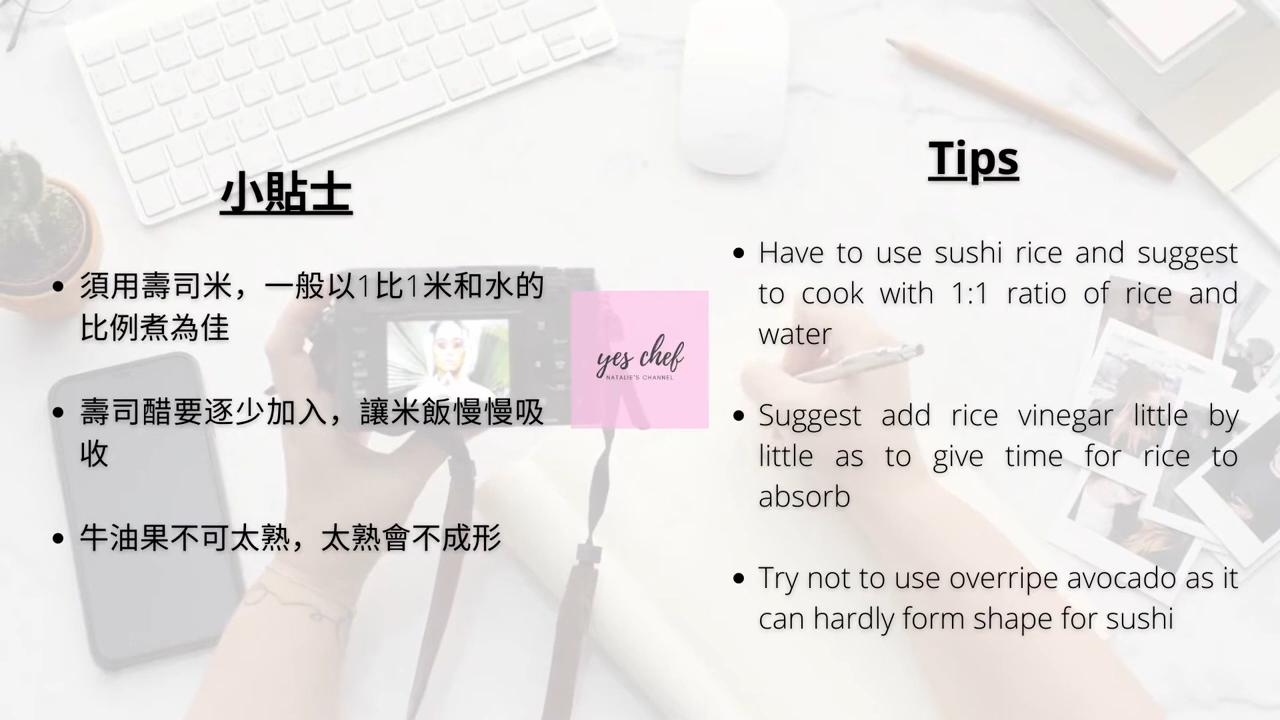 小貼士
須用壽司米，一般以1比1米和水的
比例煮為佳
壽司醋要逐少加入，讓米飯慢慢吸
收
牛油果不可太熟，太熟會不成形
yes chef
NATALIE'S CHANNEL
Tips
Have to use sushi rice and suggest
to cook with 1:1 ratio of rice and
water
Suggest add rice vinegar little by
little as to give time for rice to
absorb
Try not to use overripe avocado as it
can hardly form shape for sushi